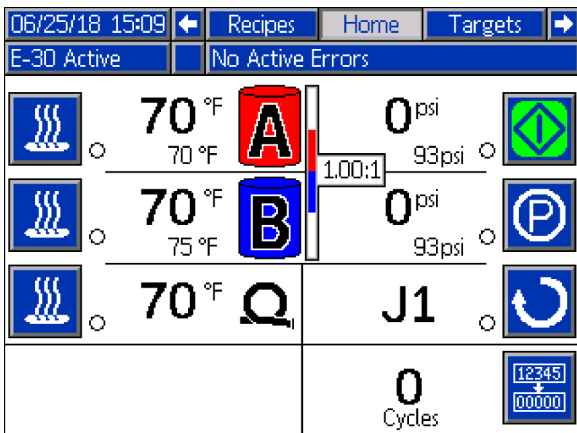 06/25/18 15:09 Recipes Home Targets
E-30 Active No Active Errors
70 °F A 0 psi
70 °F 93psi
1.00:1
70 °F B 0 psi
75 °F 93psi
P
70 °F J1
12345
00000
0
Cycles